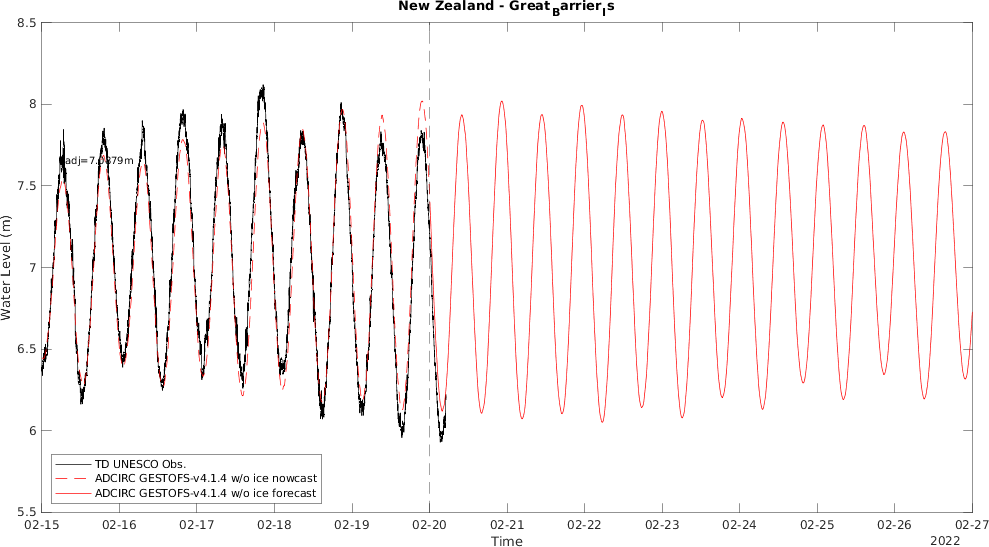 New Zealand - Great_Barrier_Is
8.5
8
7.5
7
6.5
6
5.5
Water Level (m)
TD UNESCO Obs.
ADCIRC GESTOFS-v4.1.4 w/o ice nowcast
ADCIRC GESTOFS-v4.1.4 w/o ice forecast
02-15 02-16 02-17 02-18 02-19 02-20 02-21 02-22 02-23 02-24 02-25 02-26 02-27
Time
2022